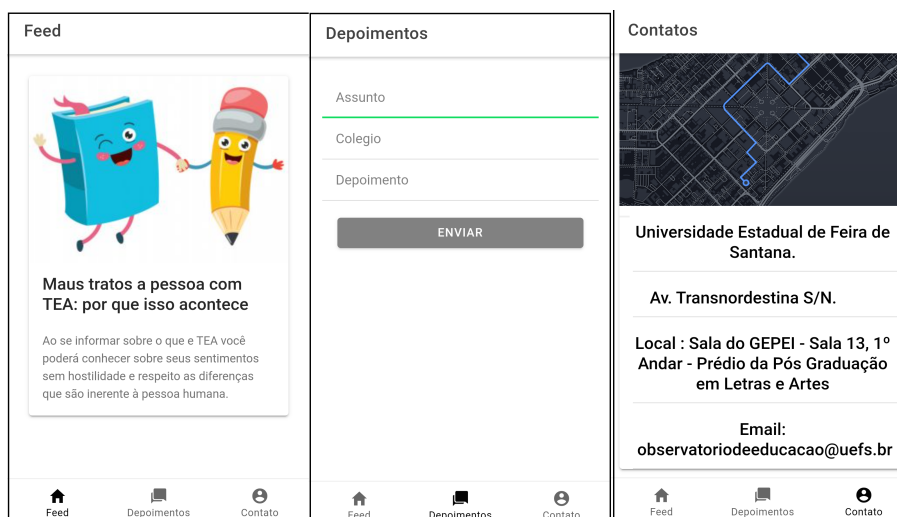 Feed
Maus tratos a pessoa com
TEA: por que isso acontece
Ao se informar sobre o que e TEA você
poderá conhecer sobre seus sentimentos
sem hostilidade e respeito as diferenças
que são inerente à pessoa humana.
Feed
Depoimentos
Contato
Depoimentos
Assunto
Colegio
Depoimento
ENVIAR
Feed
Depoimentos
Contato
Contatos
Universidade Estadual de Feira de
Santana.
Av. Transnordestina S/N.
Local : Sala do GEPEI - Sala 13, 1º
Andar - Prédio da Pós Graduação
em Letras e Artes
Email:
observatoriodeeducacao@uefs.br
Feed
Depoimentos
Contato